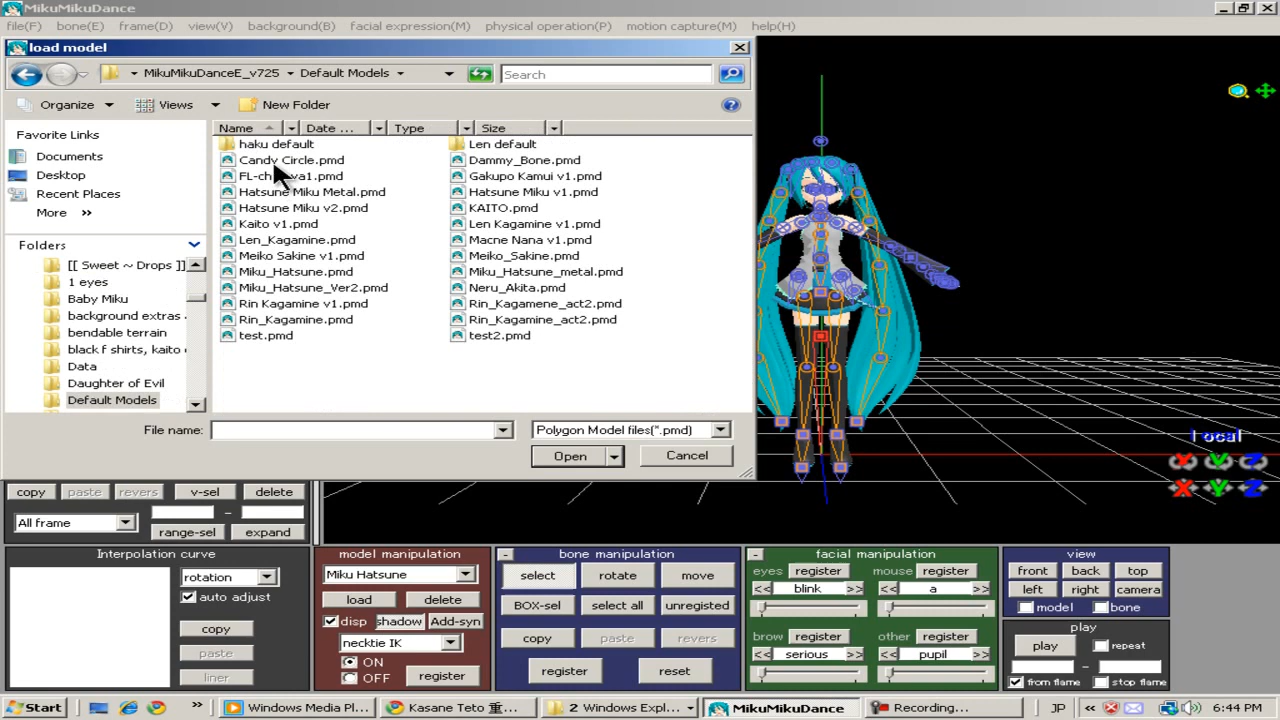 MikuMikuDance
file(F) bone(E) frame(D) view(V) background(B) facial expression(M) physical operation(P) motion capture(M) help(H)
load model
MikuMikuDanceE_v725 Default Models Search
Organize Views New Folder
Favorite Links
Documents
Desktop
Recent Places
More »
Folders
[[ Sweet ~ Drops ]]
1 eyes
Baby Miku
background extras
bendable terrain
black f shirts, kaito
Data
Daughter of Evil
Default Models
Name Date ... Type Size
haku default Len default
Candy Circle.pmd Dammy_Bone.pmd
Gakupo Kamui v1.pmd
Hatsune Miku Metal.pmd Hatsune Miku v1.pmd
Hatsune Miku v2.pmd KAITO.pmd
Kaito v1.pmd Len Kagamine v1.pmd
Len_Kagamine.pmd Macne Nana v1.pmd
Meiko Sakine v1.pmd Meiko_Sakine.pmd
Miku_Hatsune.pmd Miku_Hatsune_metal.pmd
Miku_Hatsune_Ver2.pmd Neru_Akita.pmd
Rin Kagamine v1.pmd Rin_Kagamene_act2.pmd
Rin_Kagamine.pmd Rin_Kagamine_act2.pmd
test.pmd test2.pmd
File name: Polygon Model files(*.pmd)
Open Cancel
Local
X Y Z
X Y Z
copy paste revers v-sel delete
All frame -
range-sel expand
Interpolation curve
rotation
auto adjust
copy
paste
liner
model manipulation
Miku Hatsune
load delete
disp shadow Add-syn
necktie IK
ON
OFF register
- bone manipulation
select rotate move
BOX-sel select all unregisted
copy paste revers
register reset
- facial manipulation
eyes register mouse register
<< blink >> << a >>
brow register other register
<< serious >> << pupil >>
view
front back top
left right camera
model bone
play
play repeat
-
from flame stop flame
Start » Windows Media Pl... Kasane Teto 重... 2 Windows Expl... MikuMikuDance Recording... JP « 6:44 PM